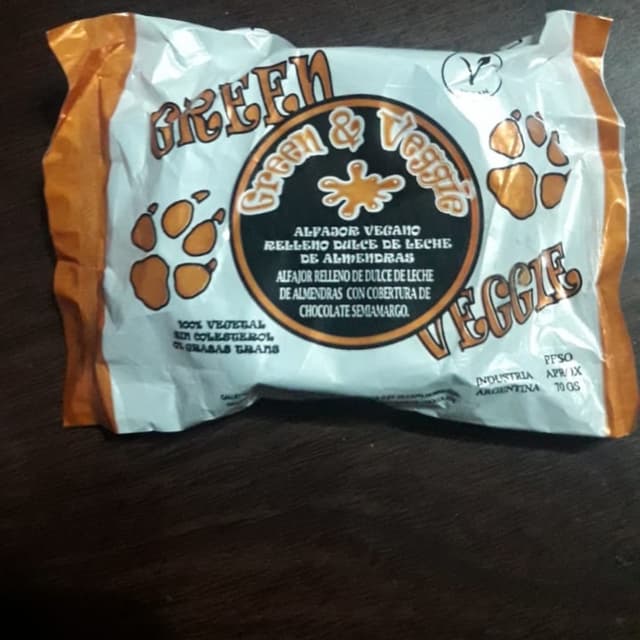 GREEN
Green & Veggie
ALFAJOR VEGANO
RELLENO DULCE DE LECHE
DE ALMENDRAS
ALFAJOR RELLENO DE DULCE DE LECHE
DE ALMENDRAS CON COBERTURA DE
CHOCOLATE SEMIAMARGO.
VEGGIE
100% VEGETAL
SIN COLESTEROL
0% GRASAS TRANS
INDUSTRIA
ARGENTINA
PESO
APROX
70 GS